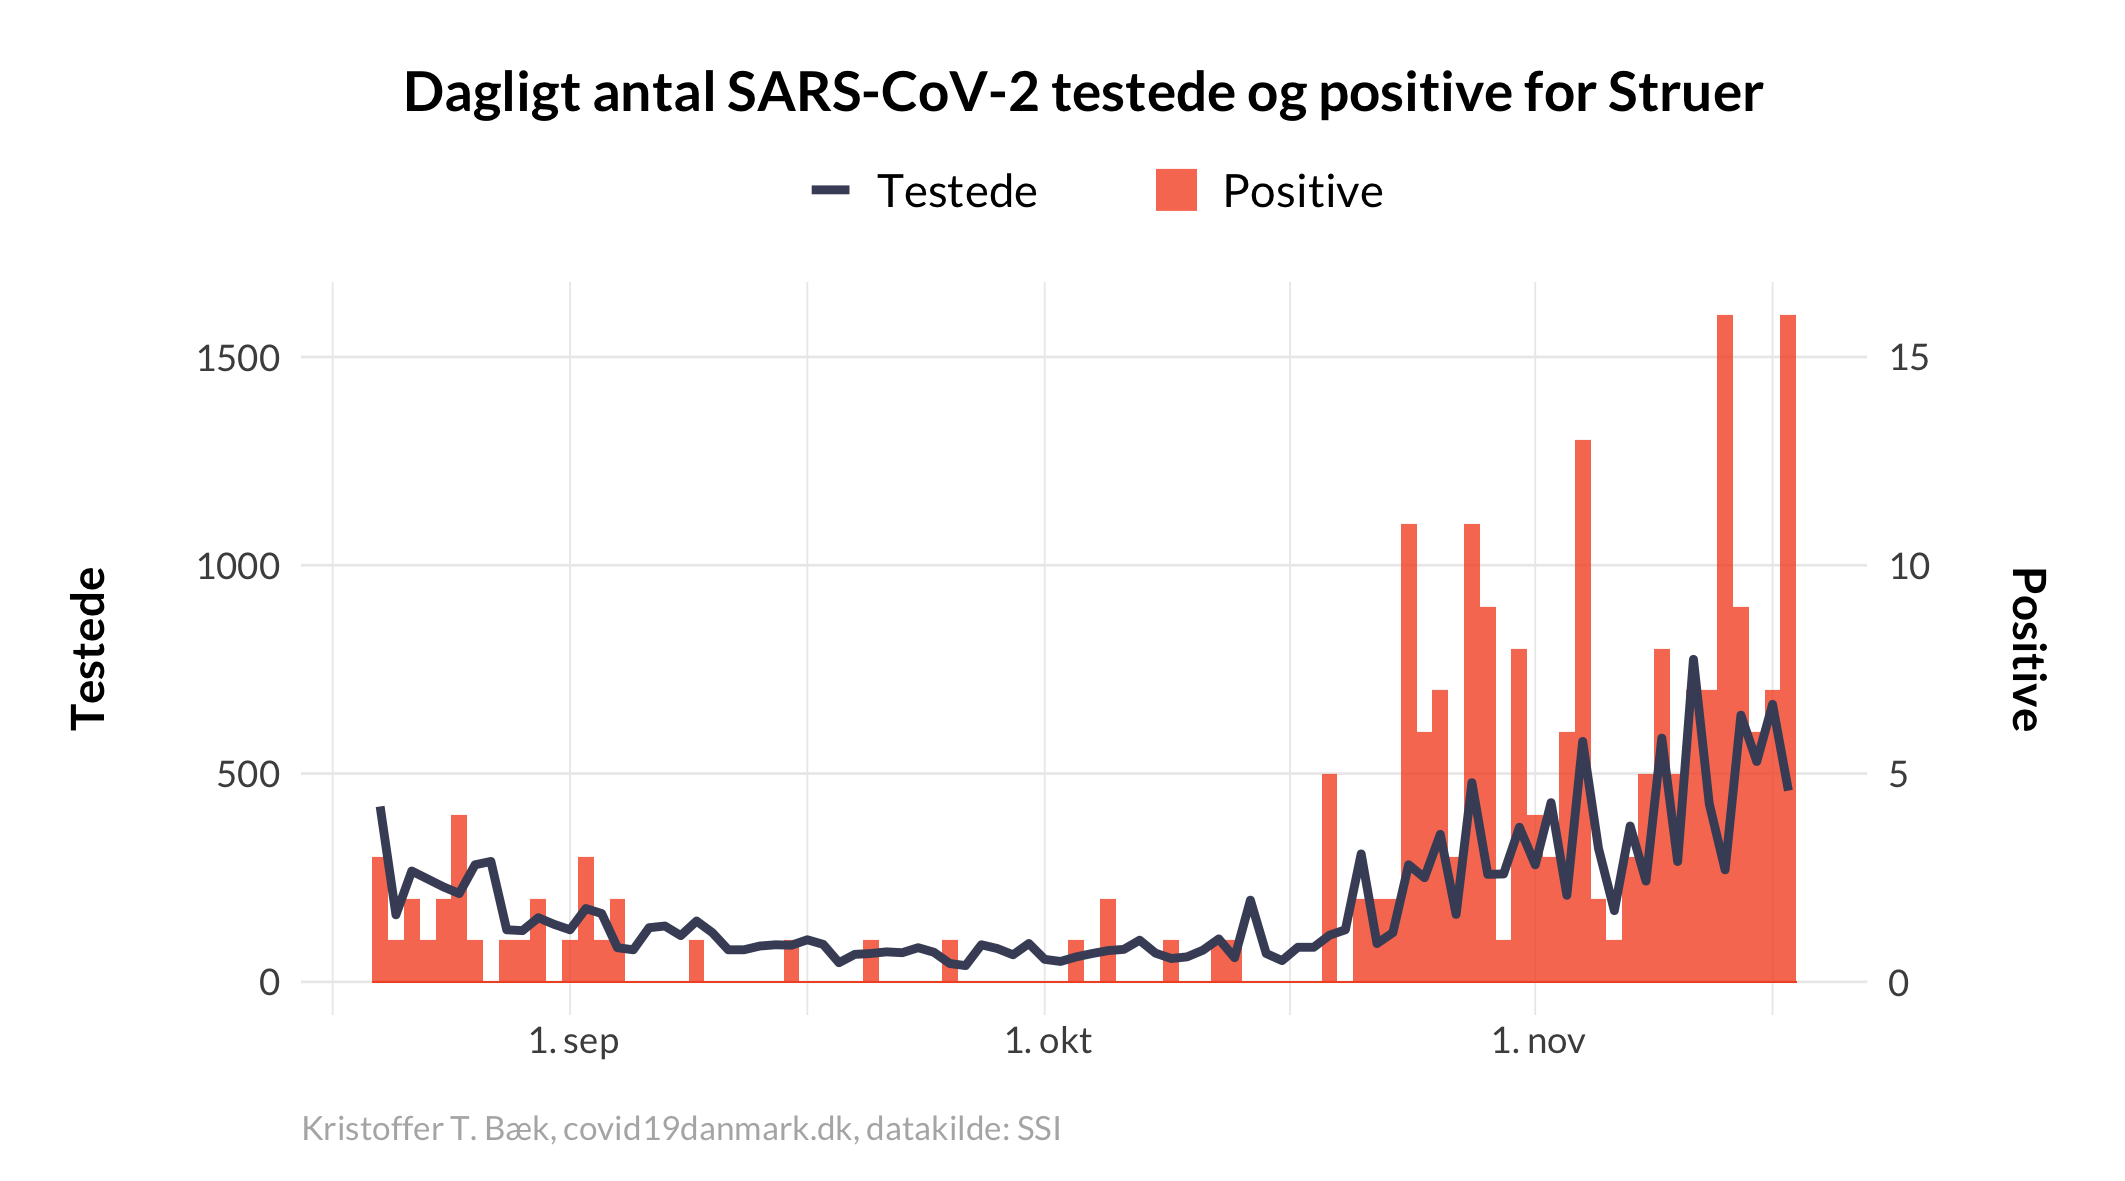 Dagligt antal SARS-CoV-2 testede og positive for Struer
Testede Positive
1500
1000
500
0
15
10
5
0
Testede
Positive
1. sep 1. okt 1. nov
Kristoffer T. Bæk, covid19danmark.dk, datakilde: SSI